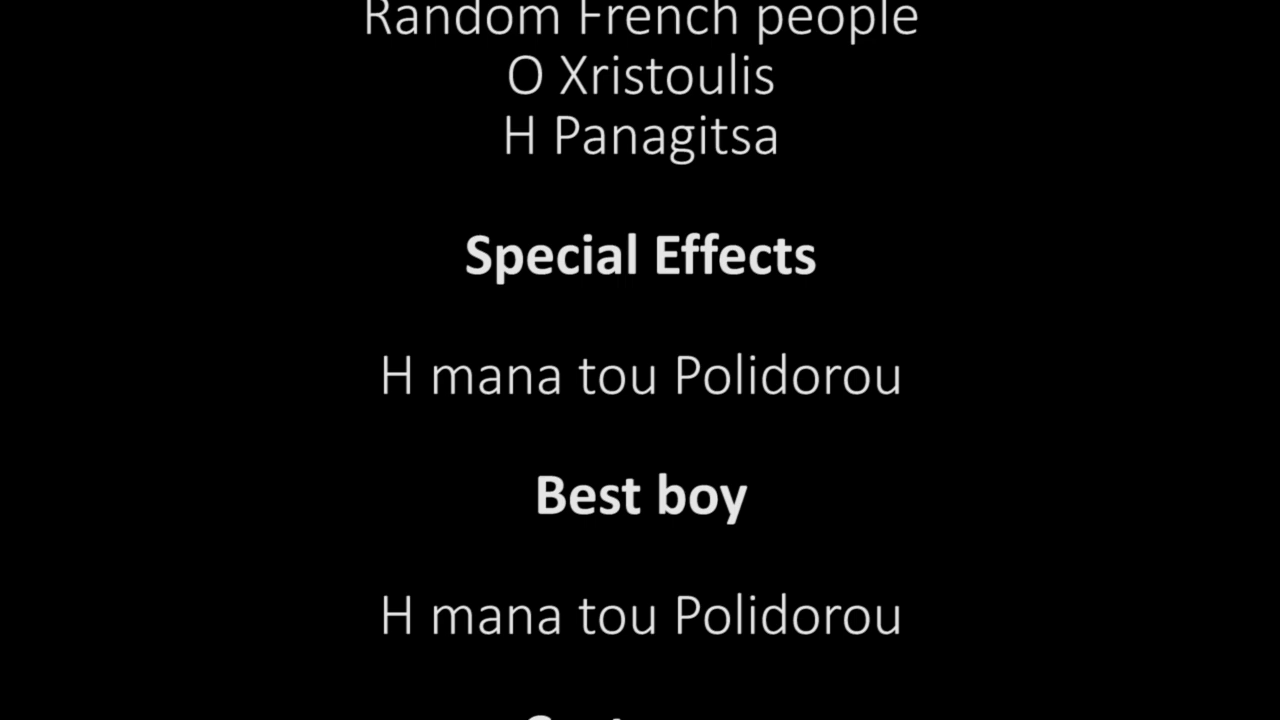 Random French people
O Xristoulis
H Panagitsa
Special Effects
H mana tou Polidorou
Best boy
H mana tou Polidorou